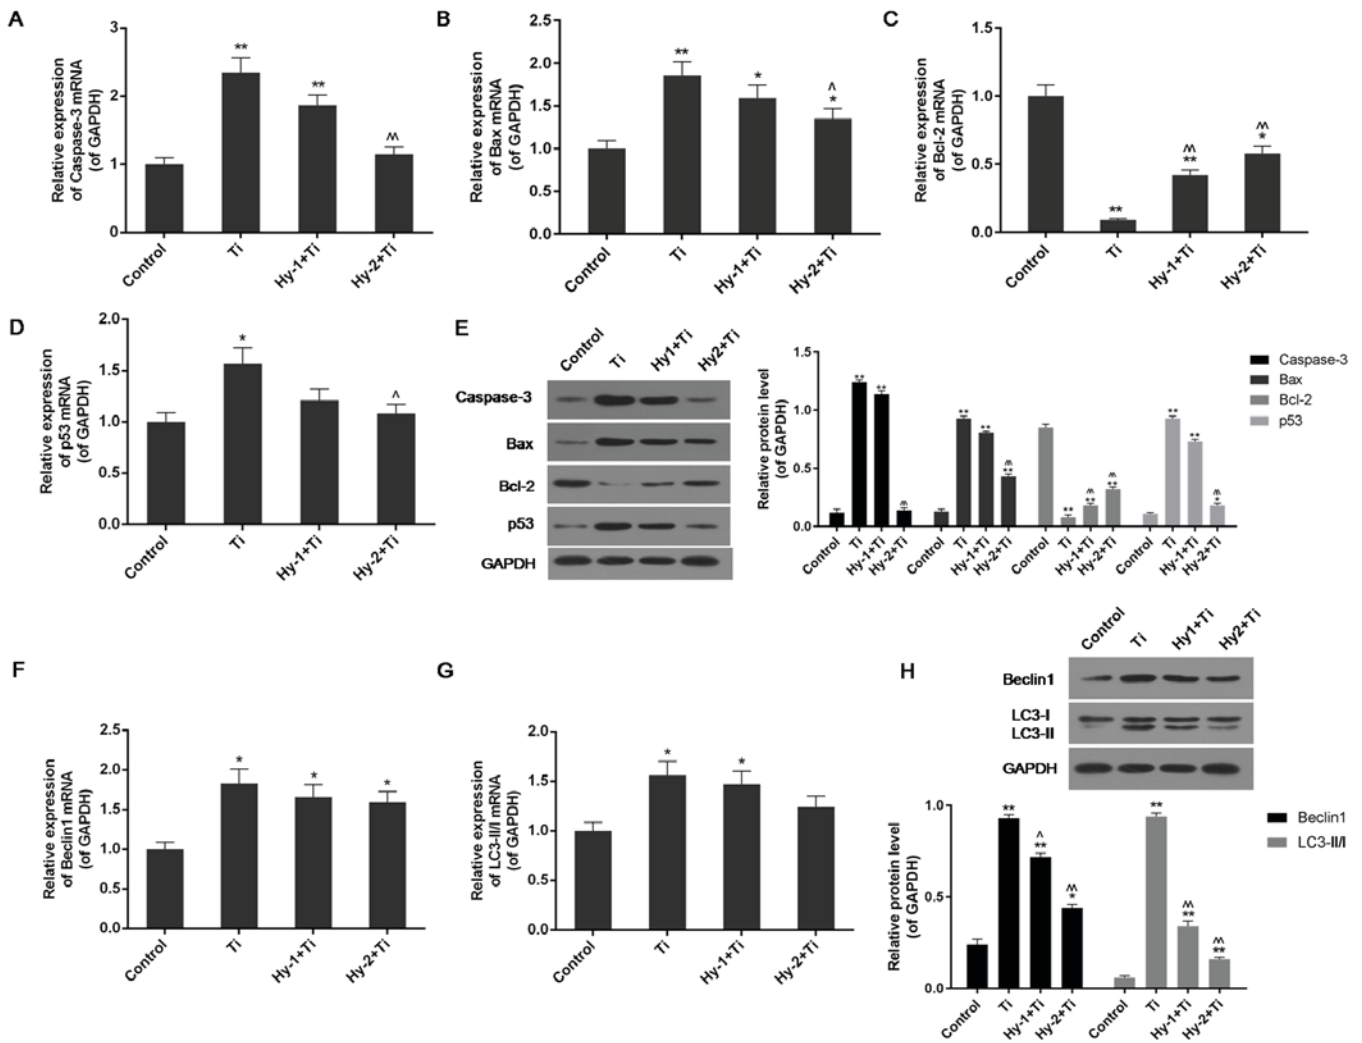 A
Relative expression
of Caspase-3 mRNA
(of GAPDH)
3
2
1
0
**
**
^^
Control
Ti
Hy-1+Ti
Hy-2+Ti
B
Relative expression
of Bax mRNA
(of GAPDH)
2.5
2.0
1.5
1.0
0.5
0.0
**
*
^
*
Control
Ti
Hy-1+Ti
Hy-2+Ti
C
Relative expression
of Bcl-2 mRNA
(of GAPDH)
1.5
1.0
0.5
0.0
**
^^
**
^^
*
Control
Ti
Hy-1+Ti
Hy-2+Ti
D
Relative expression
of p53 mRNA
(of GAPDH)
2.0
1.5
1.0
0.5
0.0
*
^
Control
Ti
Hy-1+Ti
Hy-2+Ti
E
Control
Ti
Hy1+Ti
Hy2+Ti
Caspase-3
Bax
Bcl-2
p53
GAPDH
Relative protein level
(of GAPDH)
1.5
1.0
0.5
0.0
**
**
^^
**
**
^^
**
**
^^
**
^^
**
**
**
^^
*
Control
Ti
Hy-1+Ti
Hy-2+Ti
Control
Ti
Hy-1+Ti
Hy-2+Ti
Control
Ti
Hy-1+Ti
Hy-2+Ti
Control
Ti
Hy-1+Ti
Hy-2+Ti
Caspase-3
Bax
Bcl-2
p53
F
Relative expression
of Beclin1 mRNA
(of GAPDH)
2.5
2.0
1.5
1.0
0.5
0.0
*
*
*
Control
Ti
Hy-1+Ti
Hy-2+Ti
G
Relative expression
of LC3-II/I mRNA
(of GAPDH)
2.0
1.5
1.0
0.5
0.0
*
*
Control
Ti
Hy-1+Ti
Hy-2+Ti
H
Control
Ti
Hy1+Ti
Hy2+Ti
Beclin1
LC3-I
LC3-II
GAPDH
Relative protein level
(of GAPDH)
1.0
0.5
0.0
**
^
**
^^
*
**
^^
**
^^
**
Control
Ti
Hy-1+Ti
Hy-2+Ti
Control
Ti
Hy-1+Ti
Hy-2+Ti
Beclin1
LC3-II/I